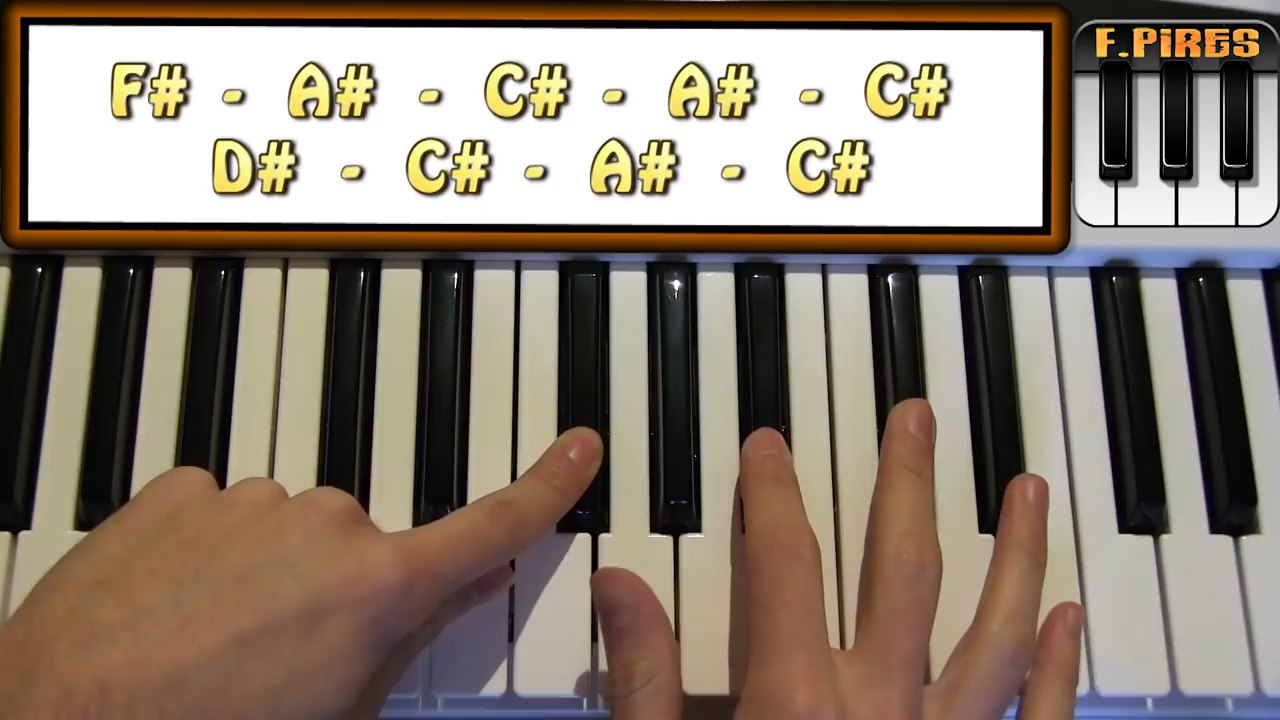 F# - A# - C# - A# - C#
D# - C# - A# - C#
F.PiRES